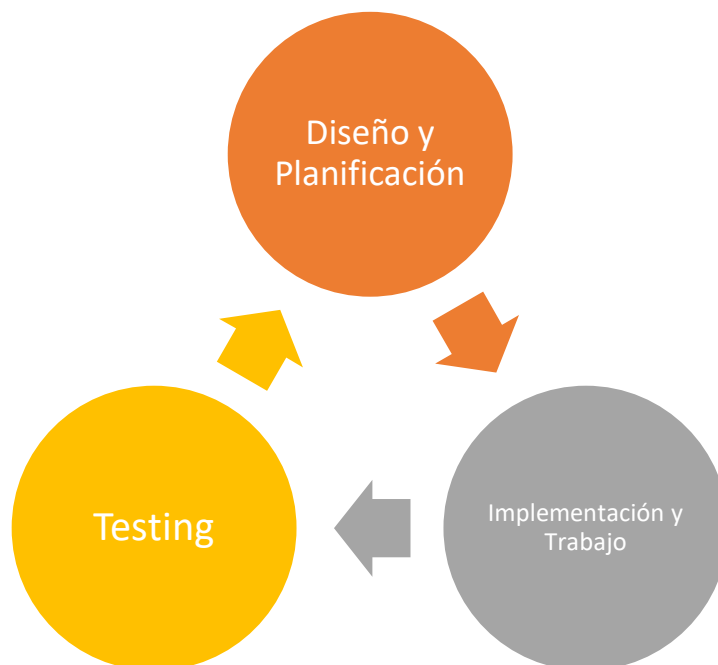 Diseño y
Planificación
Implementación y
Trabajo
Testing